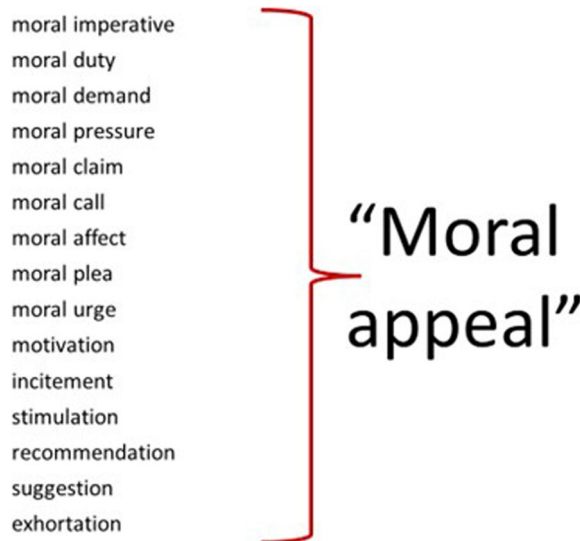 moral imperative
moral duty
moral demand
moral pressure
moral claim
moral call
moral affect
moral plea
moral urge
motivation
incitement
stimulation
recommendation
suggestion
exhortation
“Moral
appeal”